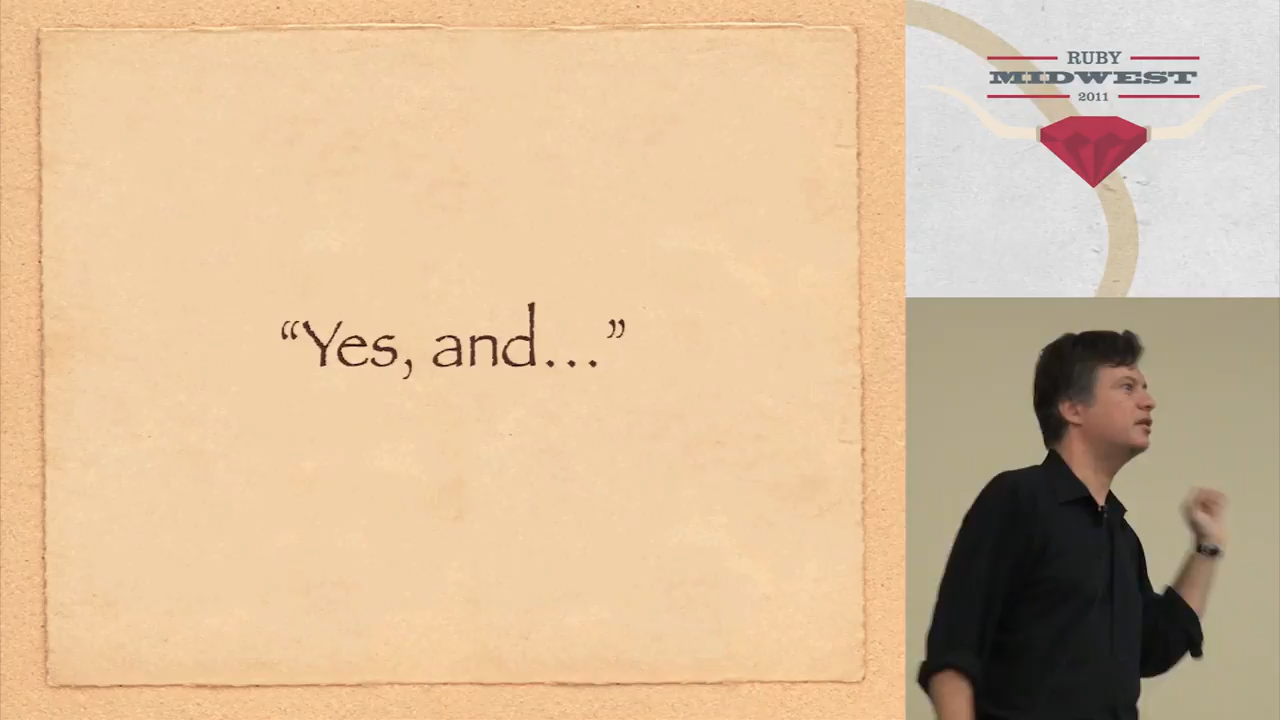 “Yes, and…”
RUBY
MIDWEST
2011